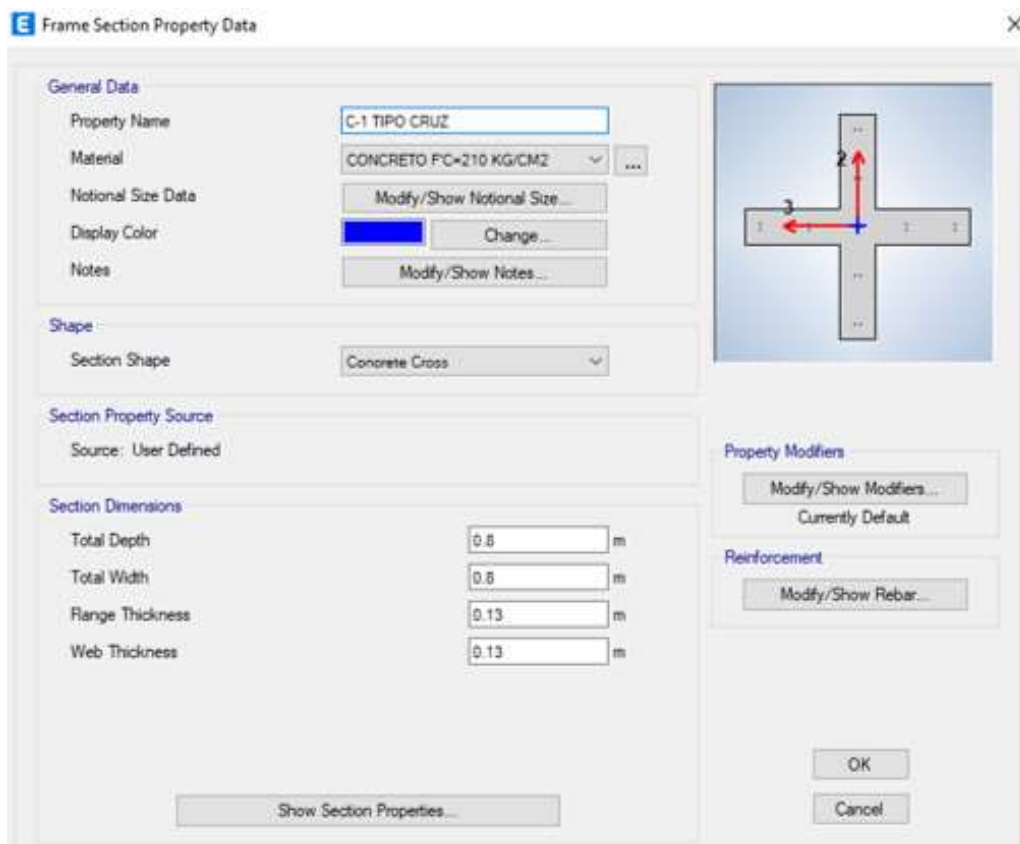 E Frame Section Property Data
General Data
Property Name C-1 TIPO CRUZ
Material CONCRETO F'C=210 KG/CM2 ...
Notional Size Data Modify/Show Notional Size...
Display Color Change...
Notes Modify/Show Notes...
2
3
Shape
Section Shape Concrete Cross
Section Property Source
Source: User Defined
Property Modifiers
Modify/Show Modifiers...
Currently Default
Section Dimensions
Total Depth 0.8 m
Total Width 0.8 m
Flange Thickness 0.13 m
Web Thickness 0.13 m
Reinforcement
Modify/Show Rebar...
Show Section Properties...
OK
Cancel